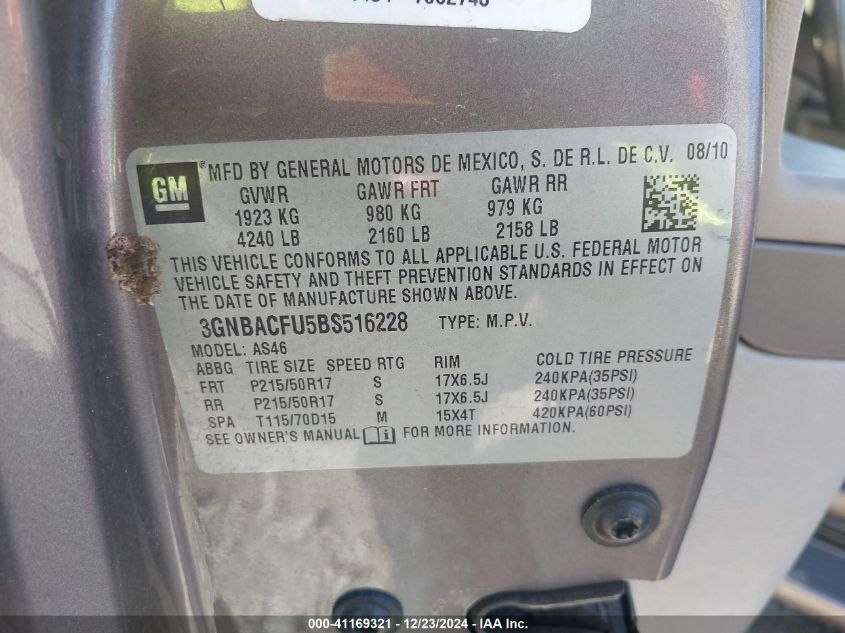 GM
® MFD BY GENERAL MOTORS DE MEXICO, S. DE R.L. DE C.V. 08/10
GVWR GAWR FRT GAWR RR
1923 KG 980 KG 979 KG
4240 LB 2160 LB 2158 LB
THIS VEHICLE CONFORMS TO ALL APPLICABLE U.S. FEDERAL MOTOR
VEHICLE SAFETY AND THEFT PREVENTION STANDARDS IN EFFECT ON
THE DATE OF MANUFACTURE SHOWN ABOVE.
3GNBACFU5BS516228 TYPE: M.P.V.
MODEL: AS46
ABBG TIRE SIZE SPEED RTG RIM COLD TIRE PRESSURE
FRT P215/50R17 S 17X6.5J 240KPA(35PSI)
RR P215/50R17 S 17X6.5J 240KPA(35PSI)
SPA T115/70D15 M 15X4T 420KPA(60PSI)
SEE OWNER'S MANUAL FOR MORE INFORMATION.
000-41169321 - 12/23/2024 - IAA Inc.